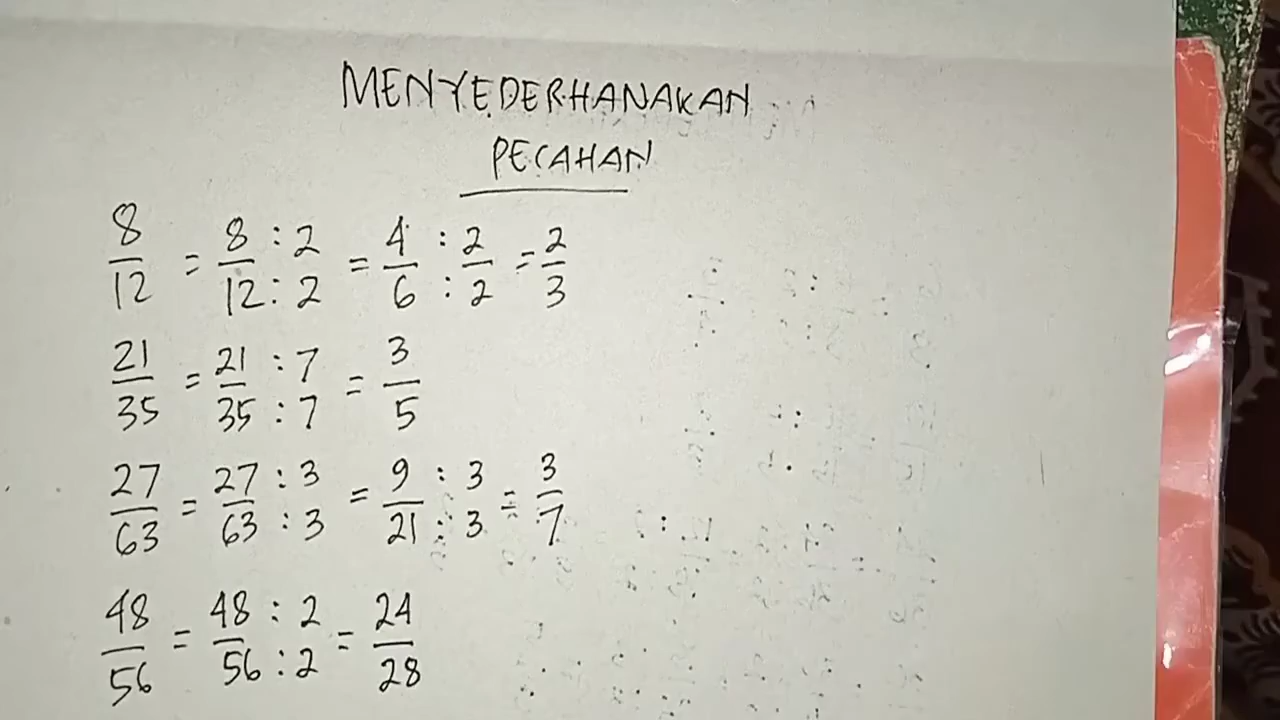 MENYEDERHANAKAN
PECAHAN
8/12 = 8 : 2 / 12 : 2 = 4 : 2 / 6 : 2 = 2/3
21/35 = 21 : 7 / 35 : 7 = 3/5
27/63 = 27 : 3 / 63 : 3 = 9 : 3 / 21 : 3 = 3/7
48/56 = 48 : 2 / 56 : 2 = 24/28